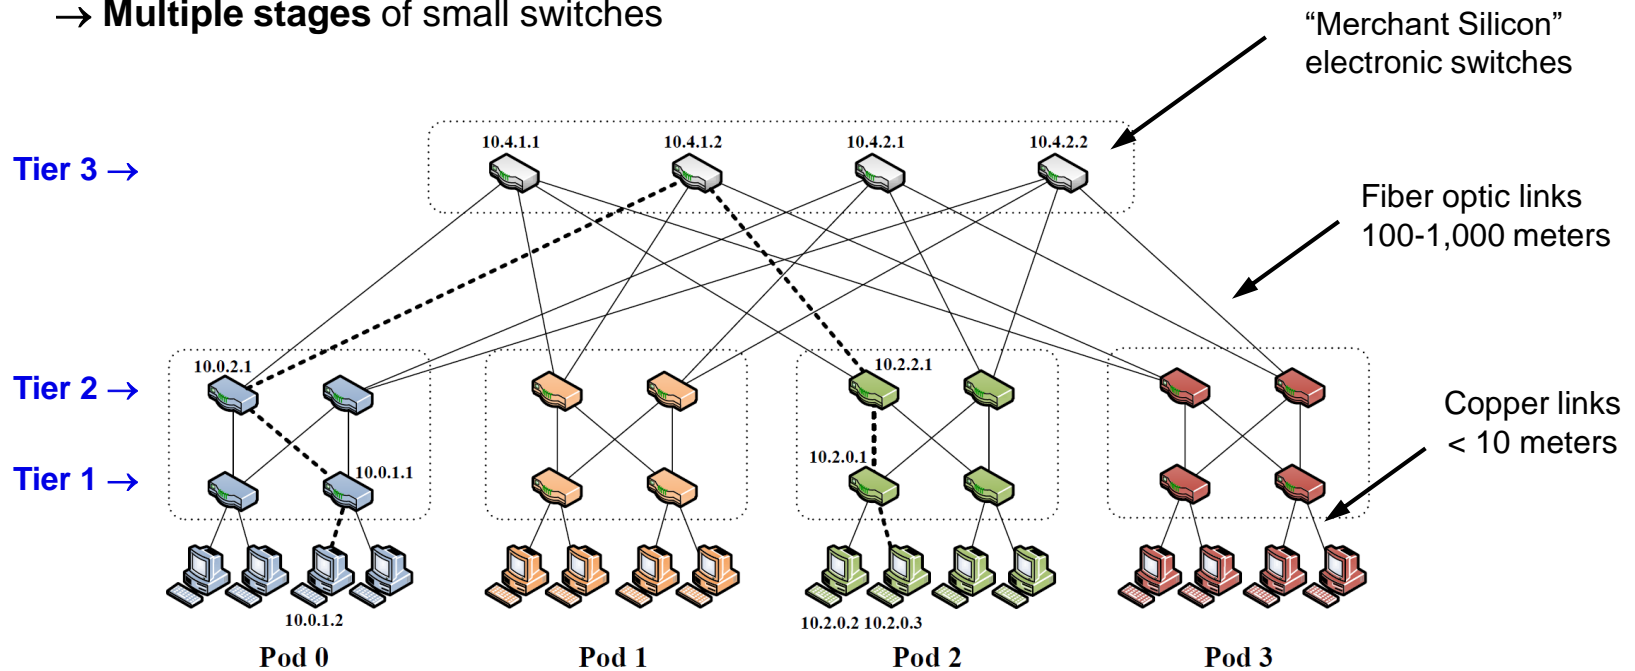 → Multiple stages of small switches
“Merchant Silicon”
electronic switches
10.4.1.1 10.4.1.2 10.4.2.1 10.4.2.2
Tier 3 →
Fiber optic links
100-1,000 meters
10.0.2.1 10.2.2.1
Tier 2 →
Copper links
< 10 meters
10.2.0.1
10.0.1.1
Tier 1 →
10.0.1.2 10.2.0.2 10.2.0.3
Pod 0 Pod 1 Pod 2 Pod 3